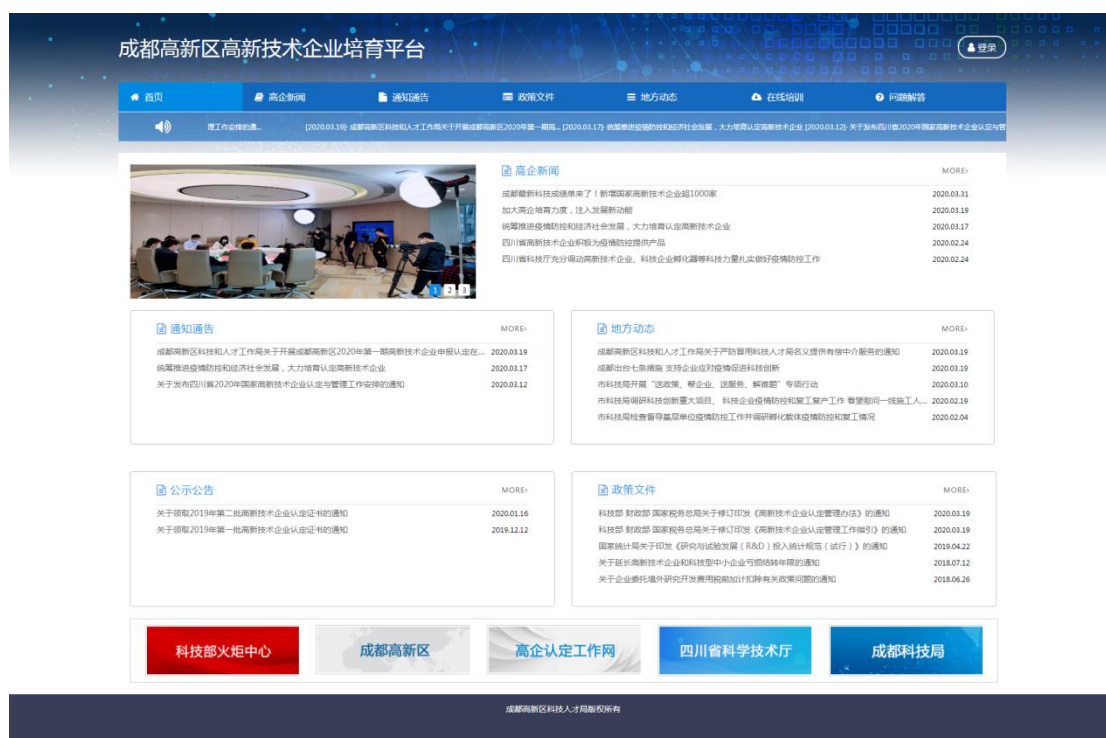 成都高新区高新技术企业培育平台
登录
首页
高企新闻
通知通告
政策文件
地方动态
在线培训
问题解答
理工作安排的通...
[2020.03.19]- 成都高新区科技和人才工作局关于开展成都高新区2020年第一期高...
[2020.03.17]- 统筹推进疫情防控和经济社会发展，大力培育认定高新技术企业
[2020.03.12]- 关于发布四川省2020年国家高新技术企业认定与管
1 2 3
高企新闻 MORE›
成都最新科技成绩单来了！新增国家高新技术企业超1000家 2020.03.31
加大高企培育力度，注入发展新动能 2020.03.19
统筹推进疫情防控和经济社会发展，大力培育认定高新技术企业 2020.03.17
四川省高新技术企业积极为疫情防控提供产品 2020.02.24
四川省科技厅充分调动高新技术企业、科技企业孵化器等科技力量扎实做好疫情防控工作 2020.02.24
通知通告 MORE›
成都高新区科技和人才工作局关于开展成都高新区2020年第一期高新技术企业申报认定在... 2020.03.19
统筹推进疫情防控和经济社会发展，大力培育认定高新技术企业 2020.03.17
关于发布四川省2020年国家高新技术企业认定与管理工作安排的通知 2020.03.12
地方动态 MORE›
成都高新区科技和人才工作局关于严防冒用科技人才局名义提供有偿中介服务的通知 2020.03.19
成都出台七条措施 支持企业应对疫情促进科技创新 2020.03.19
市科技局开展“送政策、帮企业、送服务、解难题”专项行动 2020.03.10
市科技局调研科技创新重大项目、 科技企业疫情防控和复工复产工作 看望慰问一线施工人... 2020.02.19
市科技局检查督导基层单位疫情防控工作并调研孵化载体疫情防控和复工情况 2020.02.04
公示公告 MORE›
关于领取2019年第二批高新技术企业认定证书的通知 2020.01.16
关于领取2019年第一批高新技术企业认定证书的通知 2019.12.12
政策文件 MORE›
科技部 财政部 国家税务总局关于修订印发《高新技术企业认定管理办法》的通知 2020.03.19
科技部 财政部 国家税务总局关于修订印发《高新技术企业认定管理工作指引》的通知 2020.03.19
国家统计局关于印发《研究与试验发展（R&D）投入统计规范（试行）》的通知 2019.04.22
关于延长高新技术企业和科技型中小企业亏损结转年限的通知 2018.07.12
关于企业委托境外研究开发费用税前加计扣除有关政策问题的通知 2018.06.26
科技部火炬中心
成都高新区
高企认定工作网
四川省科学技术厅
成都科技局
成都高新区科技人才局版权所有